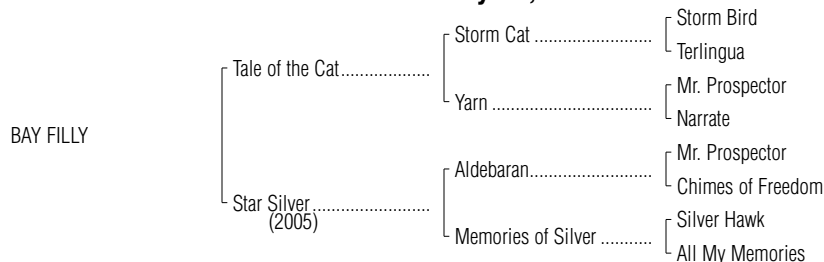 Storm Bird
Storm Cat ....................
Terlingua
Tale of the Cat...................
Mr. Prospector
Yarn ............................
Narrate
BAY FILLY
Mr. Prospector
Aldebaran.....................
Chimes of Freedom
Star Silver.........................
(2005)
Silver Hawk
Memories of Silver ...........
All My Memories